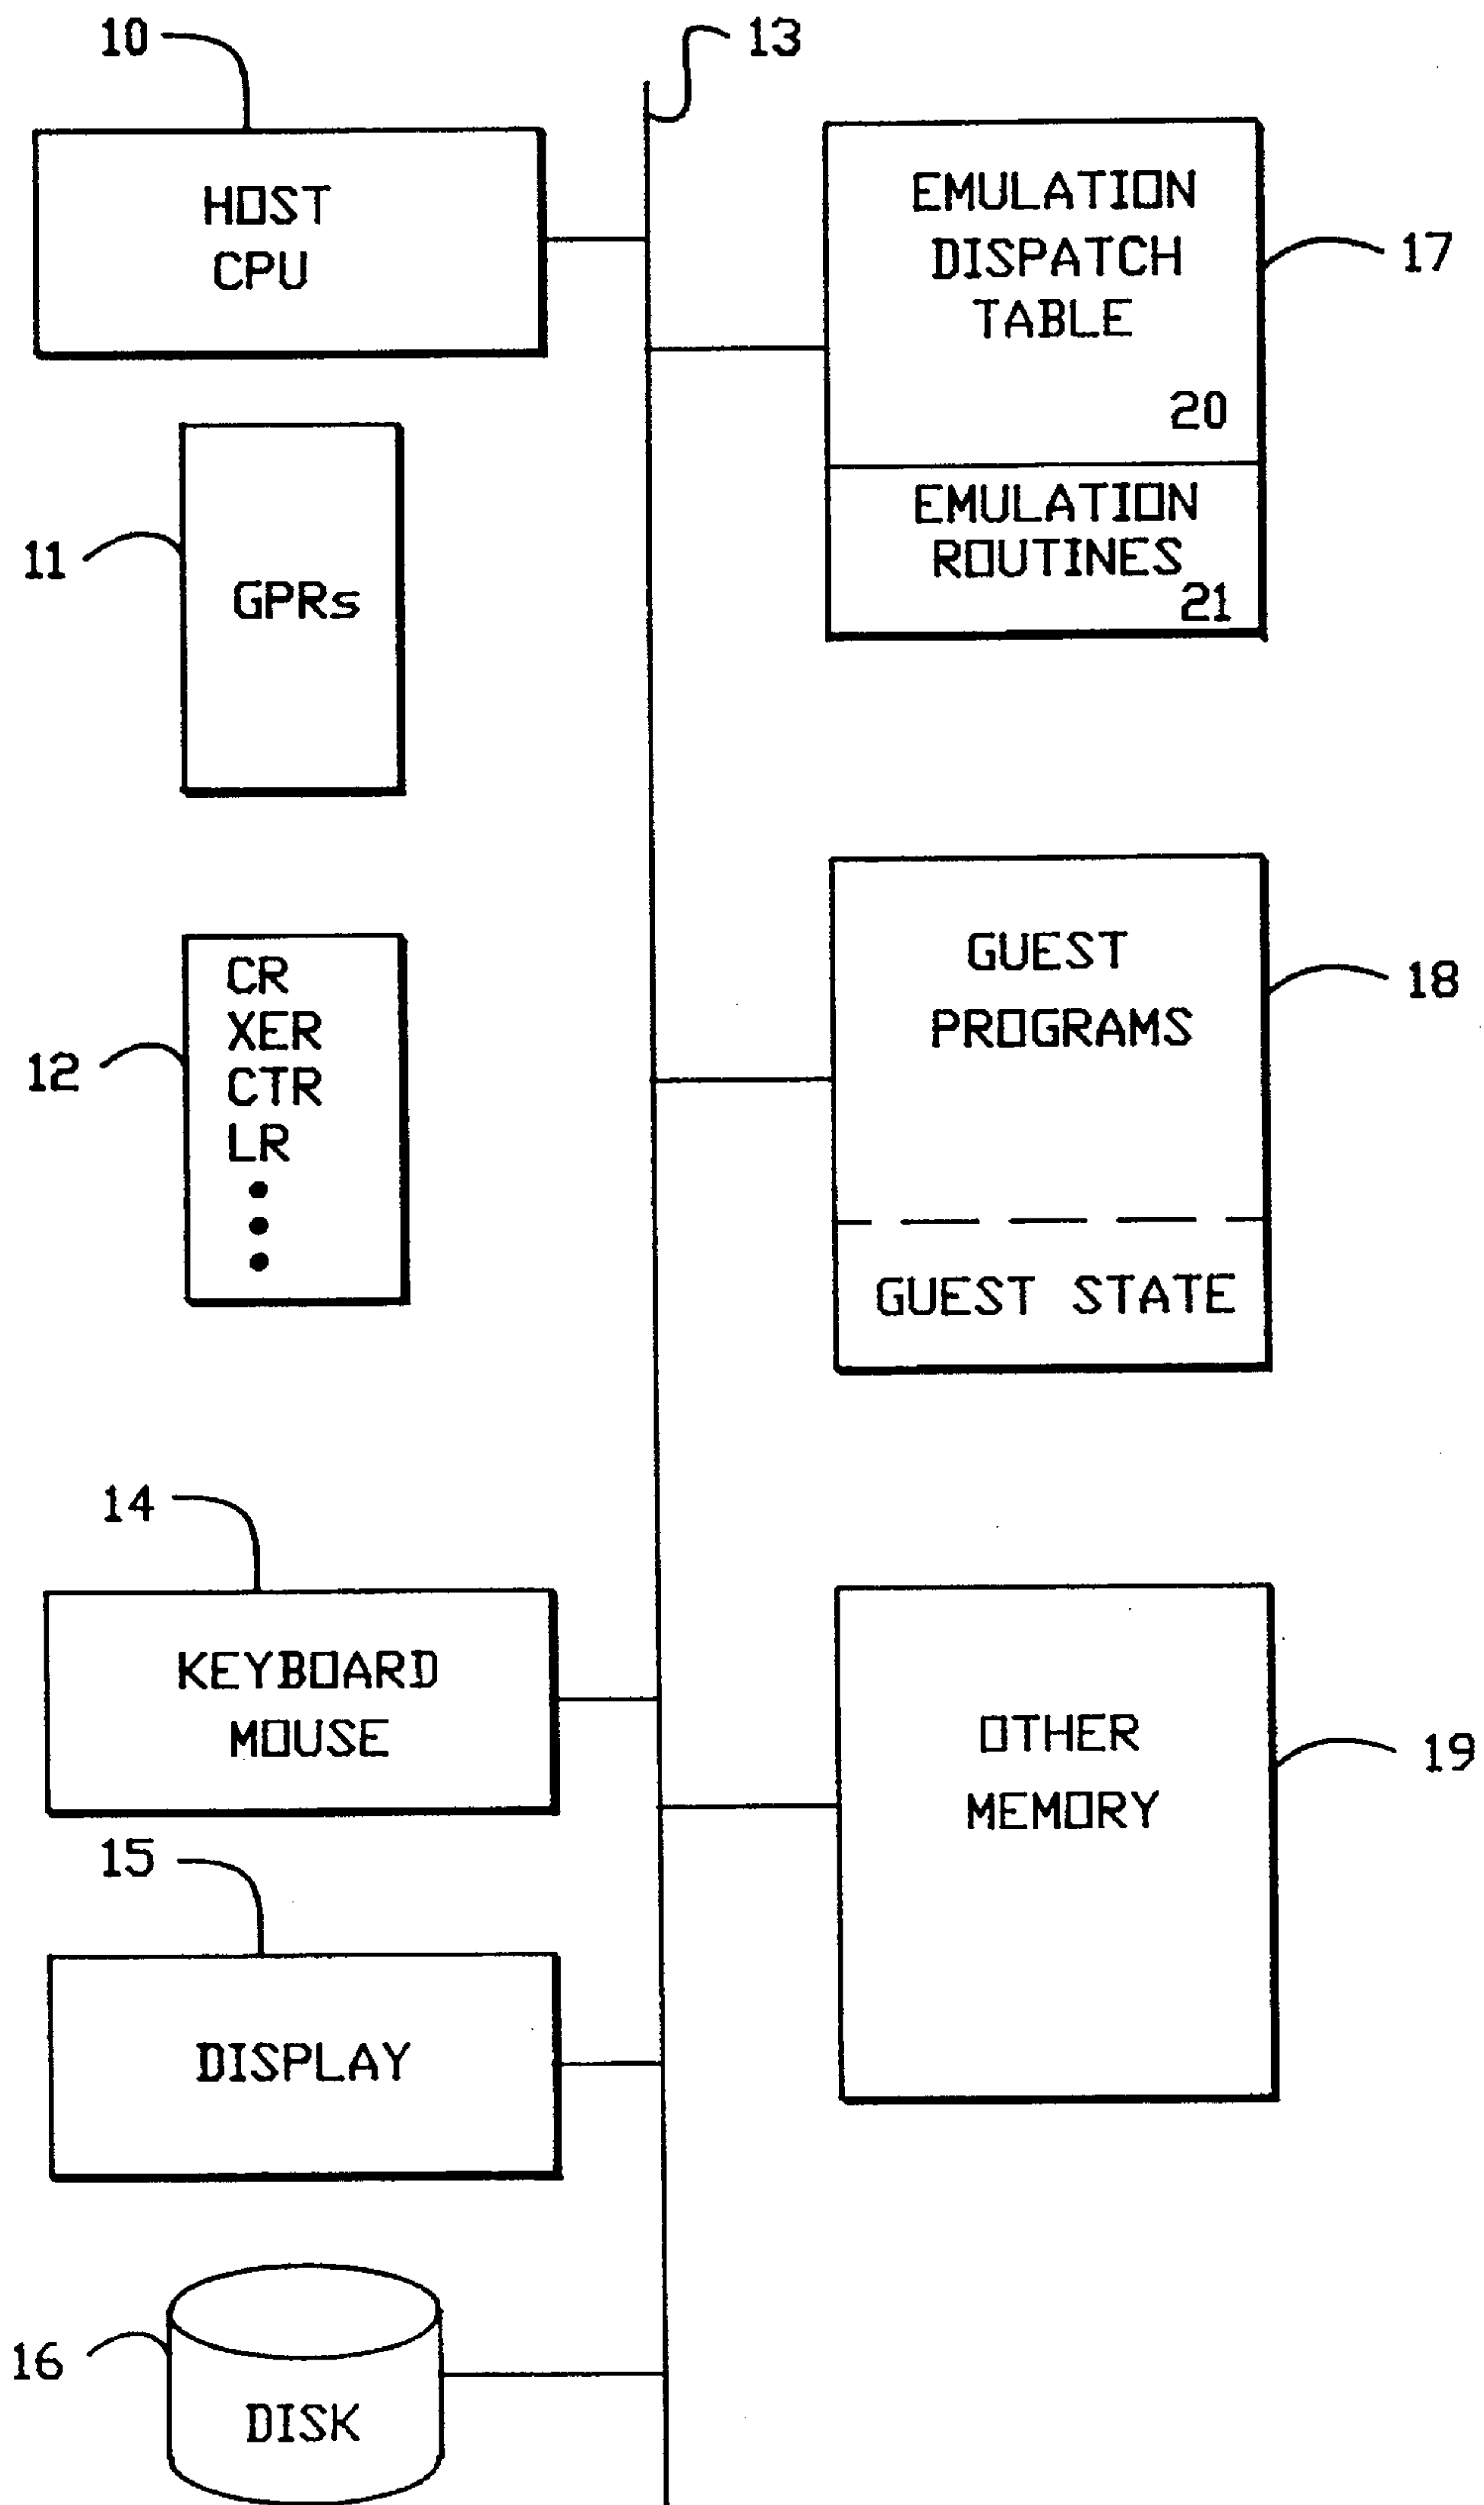 10
13
HOST
CPU
EMULATION
DISPATCH
TABLE
17
20
EMULATION
ROUTINES
21
11
GPRs
GUEST
PROGRAMS
18
GUEST STATE
12
CR
XER
CTR
LR
14
KEYBOARD
MOUSE
OTHER
MEMORY
19
15
DISPLAY
16
DISK